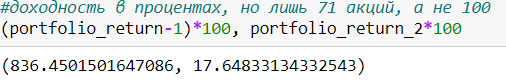 #доходность в процентах, но лишь 71 акций, а не 100
(portfolio_return-1)*100, portfolio_return_2*100
(836.4501501647086, 17.64833134332543)